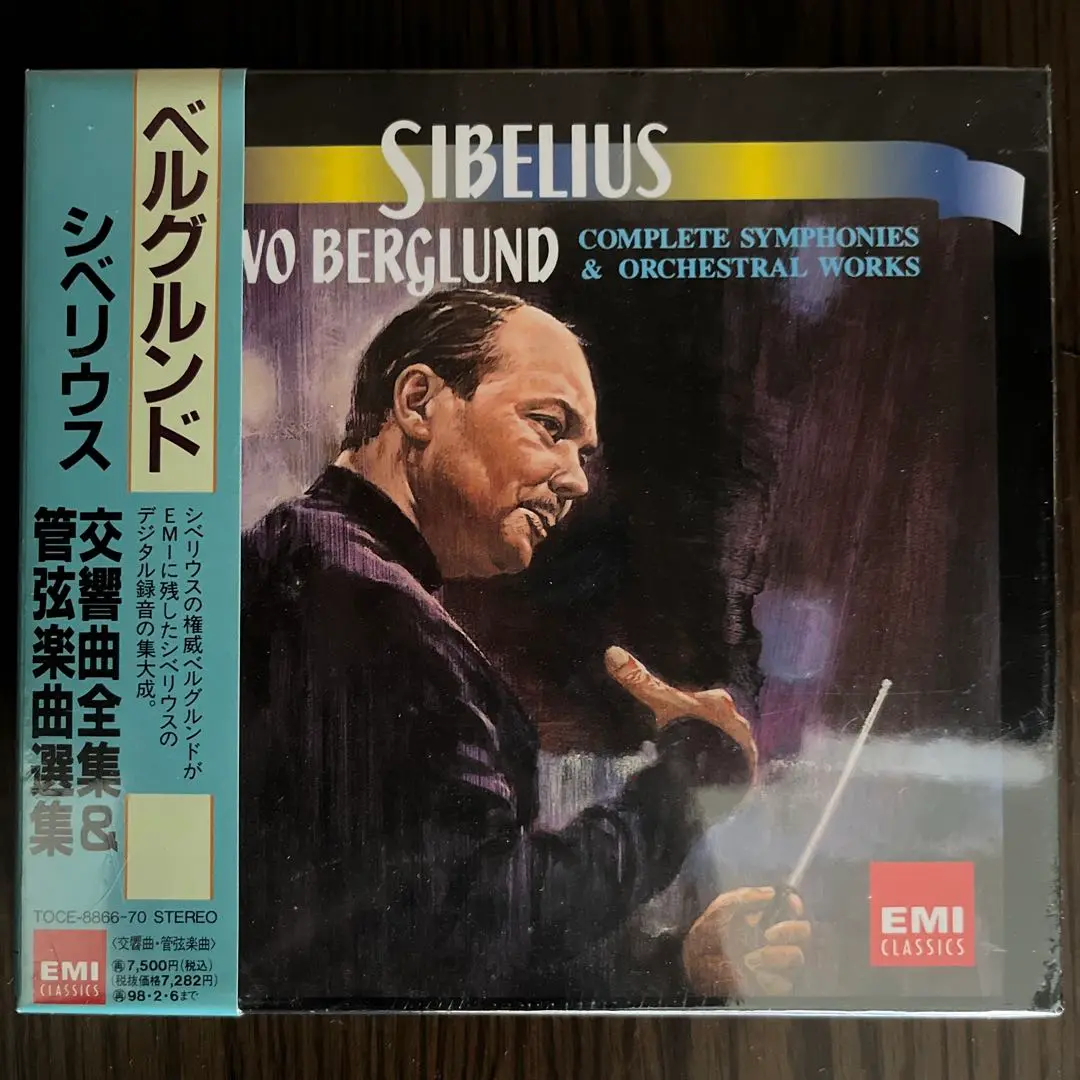 ベルグルンド
シベリウス
交響曲全集&
管弦楽曲選集
シベリウスの権威ベルグルンドが
EMIに残したシベリウスの
デジタル録音の集大成。
TOCE-8866-70 STEREO
EMI
CLASSICS
〈交響曲・管弦楽曲〉
再7,500円(税込)
(税抜価格7,282円)
再98・2・6まで
SIBELIUS
VO BERGLUND
COMPLETE SYMPHONIES
& ORCHESTRAL WORKS
EMI
CLASSICS